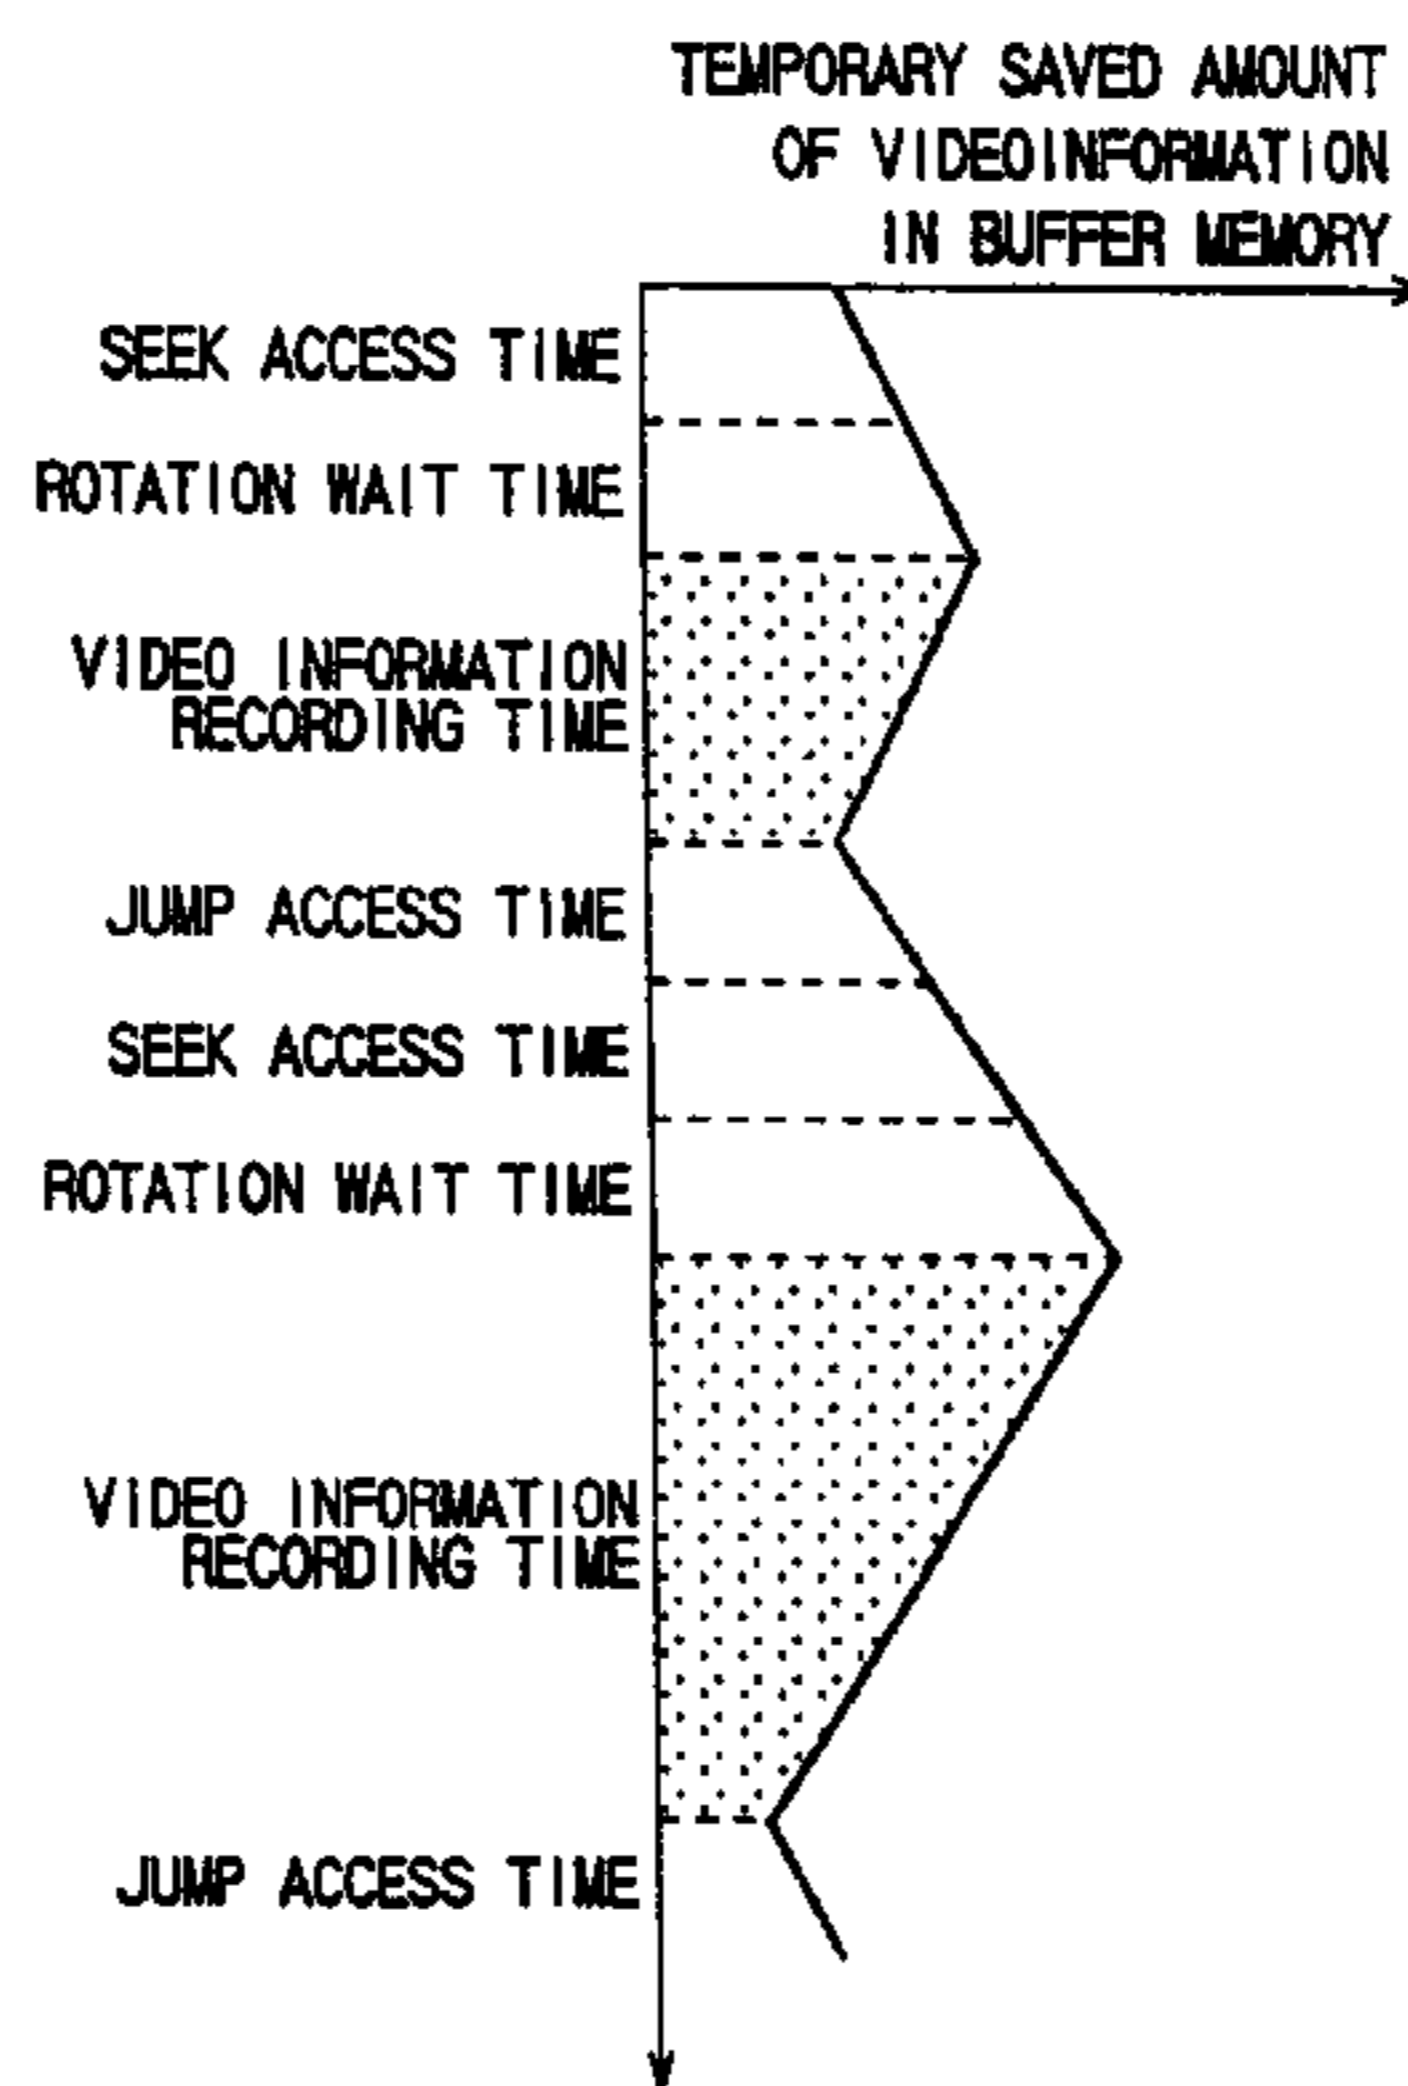 TEMPORARY SAVED AMOUNT
OF VIDEOINFORMATION
IN BUFFER MEMORY
SEEK ACCESS TIME
ROTATION WAIT TIME
VIDEO INFORMATION
RECORDING TIME
JUMP ACCESS TIME
SEEK ACCESS TIME
ROTATION WAIT TIME
VIDEO INFORMATION
RECORDING TIME
JUMP ACCESS TIME